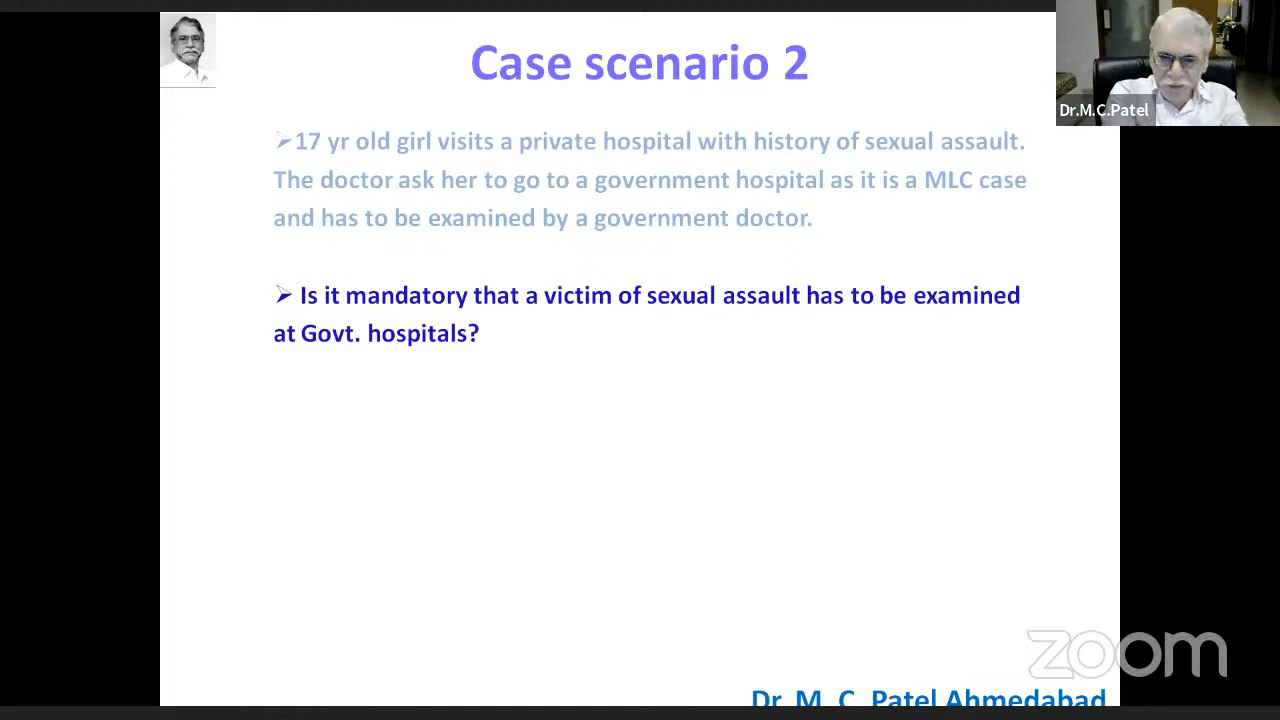 Case scenario 2
Dr.M.C.Patel
➢17 yr old girl visits a private hospital with history of sexual assault.
The doctor ask her to go to a government hospital as it is a MLC case
and has to be examined by a government doctor.
➢ Is it mandatory that a victim of sexual assault has to be examined
at Govt. hospitals?
zoom
Dr. M. C. Patel Ahmedabad